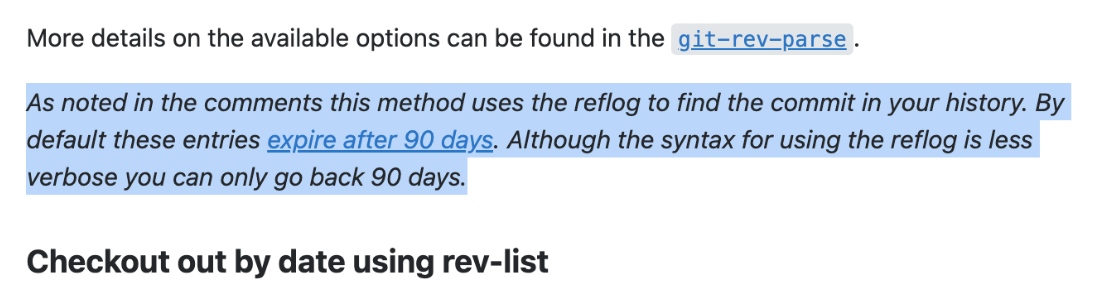 More details on the available options can be found in the git-rev-parse.
As noted in the comments this method uses the reflog to find the commit in your history. By
default these entries expire after 90 days. Although the syntax for using the reflog is less
verbose you can only go back 90 days.
Checkout out by date using rev-list